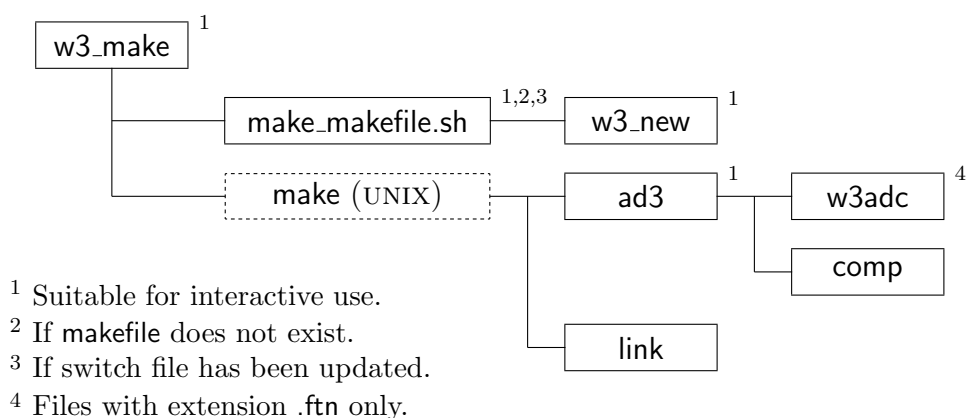 w3_make 1
make_makefile.sh 1,2,3 w3_new 1
make (UNIX) ad3 1 w3adc 4
comp
link
1 Suitable for interactive use.
2 If makefile does not exist.
3 If switch file has been updated.
4 Files with extension .ftn only.